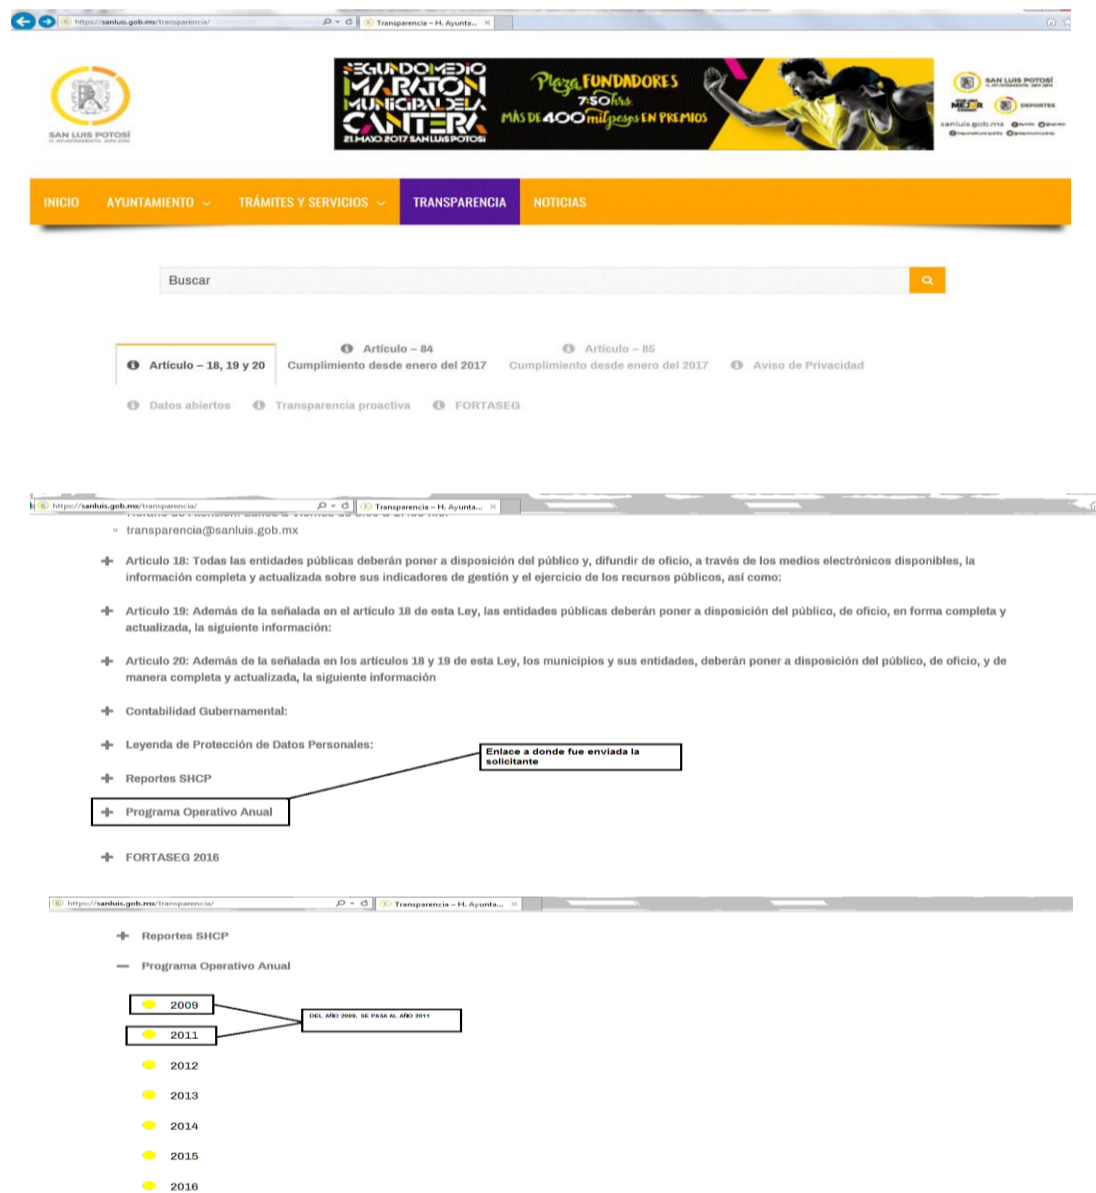 https://sanluis.gob.mx/transparencia/
Transparencia – H. Ayunta...
SAN LUIS POTOSÍ
SEGUNDO MEDIO
MARATÓN
MUNICIPAL DE LA
CANTERA
21.MAYO 2017 SAN LUIS POTOSÍ
Plaza FUNDADORES
7:50 hrs.
MÁS DE 400 mil pesos EN PREMIOS
SAN LUIS POTOSÍ
MEJOR
DEPORTES
sanluis.gob.mx
INICIO
AYUNTAMIENTO
TRÁMITES Y SERVICIOS
TRANSPARENCIA
NOTICIAS
Buscar
Artículo – 18, 19 y 20
Artículo – 84
Cumplimiento desde enero del 2017
Artículo – 85
Cumplimiento desde enero del 2017
Aviso de Privacidad
Datos abiertos
Transparencia proactiva
FORTASEG
https://sanluis.gob.mx/transparencia/
Transparencia – H. Ayunta...
transparencia@sanluis.gob.mx
Articulo 18: Todas las entidades públicas deberán poner a disposición del público y, difundir de oficio, a través de los medios electrónicos disponibles, la
información completa y actualizada sobre sus indicadores de gestión y el ejercicio de los recursos públicos, así como:
Articulo 19: Además de la señalada en el artículo 18 de esta Ley, las entidades públicas deberán poner a disposición del público, de oficio, en forma completa y
actualizada, la siguiente información:
Articulo 20: Además de la señalada en los artículos 18 y 19 de esta Ley, los municipios y sus entidades, deberán poner a disposición del público, de oficio, y de
manera completa y actualizada, la siguiente información
Contabilidad Gubernamental:
Leyenda de Protección de Datos Personales:
Enlace a donde fue enviada la
solicitante
Reportes SHCP
Programa Operativo Anual
FORTASEG 2016
https://sanluis.gob.mx/transparencia/
Transparencia – H. Ayunta...
Reportes SHCP
Programa Operativo Anual
2009
DEL AÑO 2009, SE PASA AL AÑO 2011
2011
2012
2013
2014
2015
2016